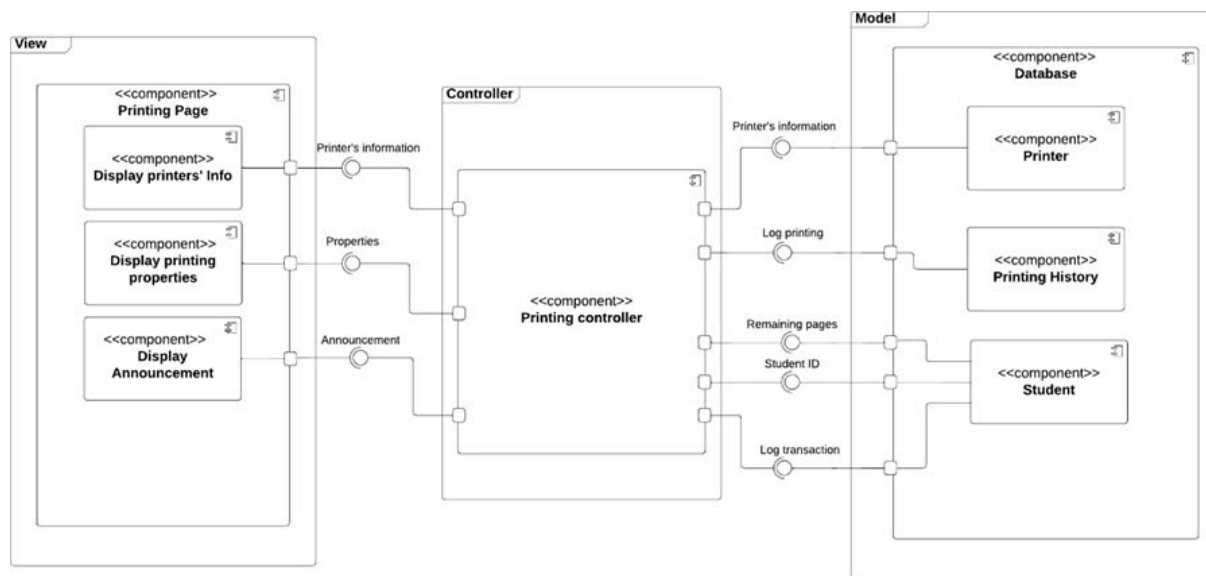 View
<<component>>
Printing Page
<<component>>
Display printers' Info
<<component>>
Display printing
properties
<<component>>
Display
Announcement
Printer's information
Properties
Announcement
Controller
<<component>>
Printing controller
Printer's information
Log printing
Remaining pages
Student ID
Log transaction
Model
<<component>>
Database
<<component>>
Printer
<<component>>
Printing History
<<component>>
Student